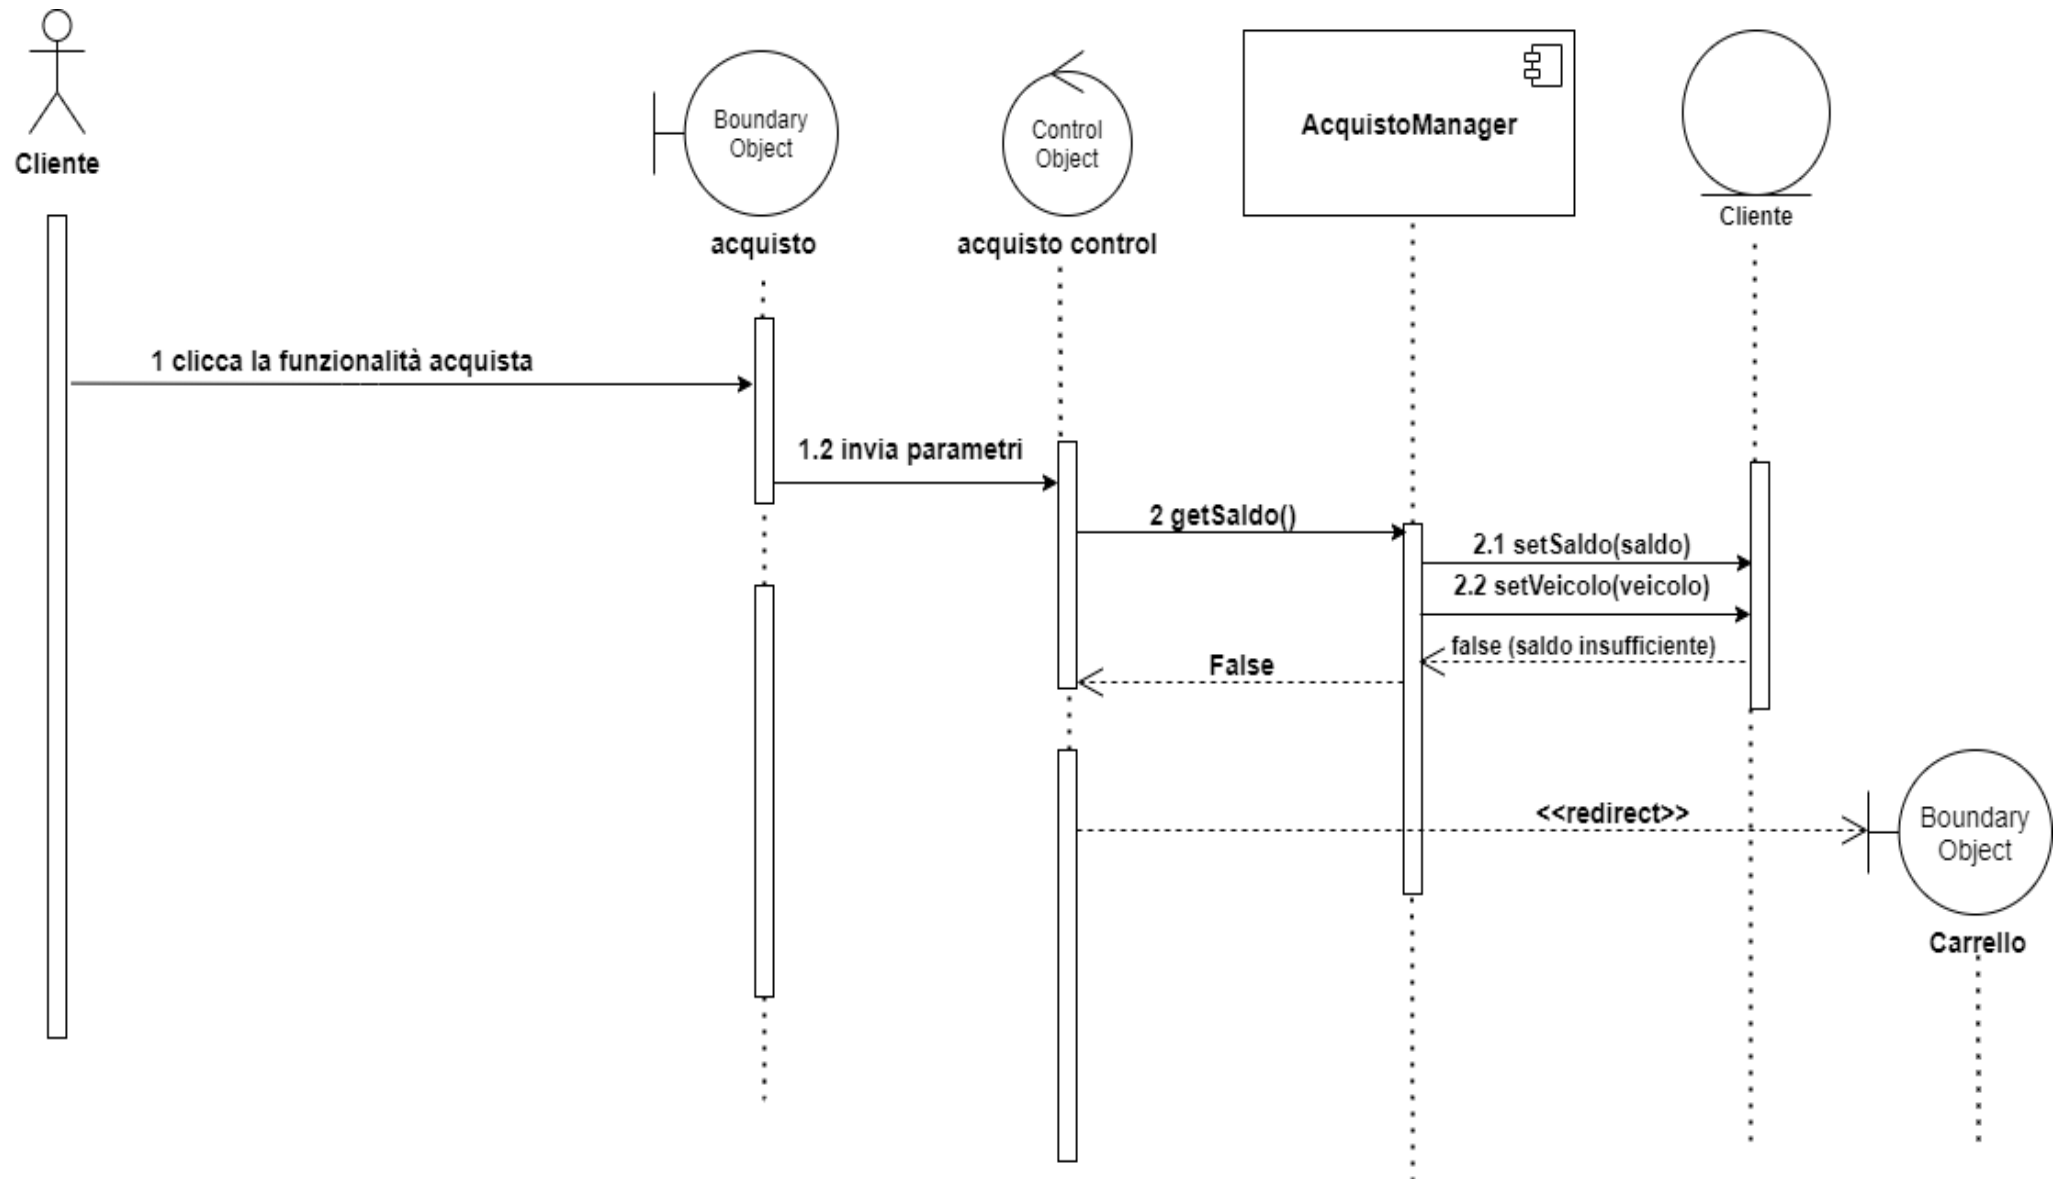 Cliente
Boundary
Object
acquisto
Control
Object
acquisto control
AcquistoManager
Cliente
1 clicca la funzionalità acquista
1.2 invia parametri
2 getSaldo()
2.1 setSaldo(saldo)
2.2 setVeicolo(veicolo)
false (saldo insufficiente)
False
<<redirect>>
Boundary
Object
Carrello